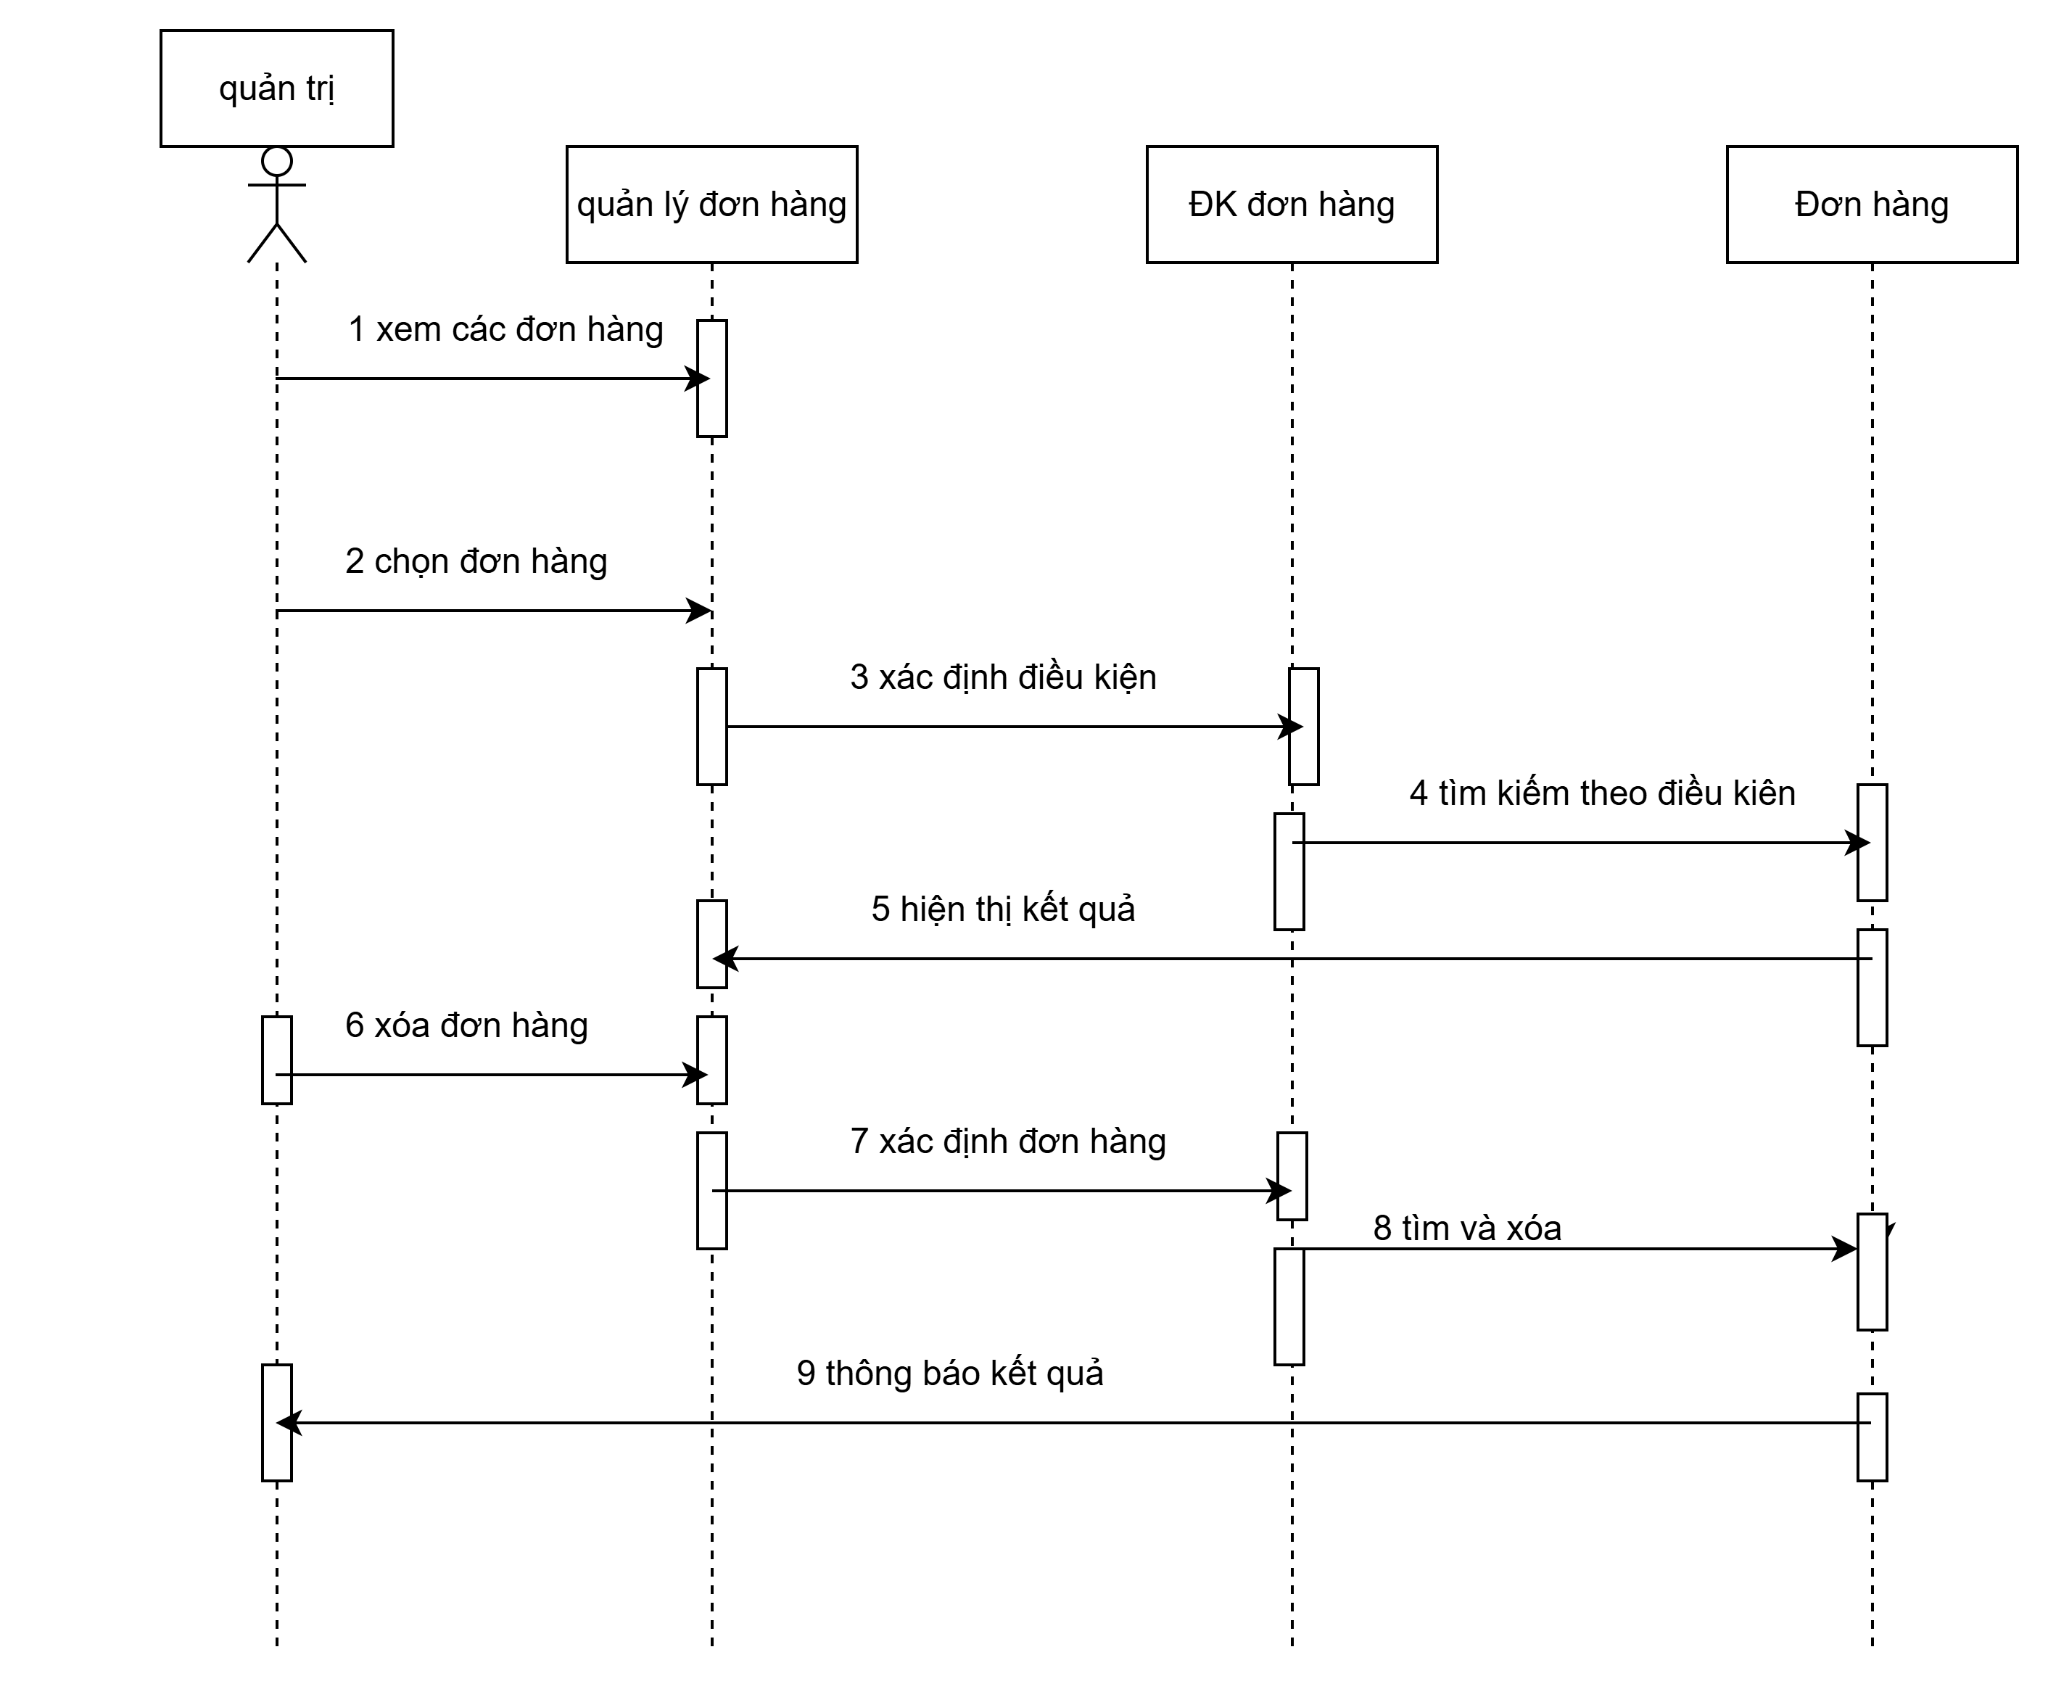 quản trị
quản lý đơn hàng
ĐK đơn hàng
Đơn hàng
1 xem các đơn hàng
2 chọn đơn hàng
3 xác định điều kiện
4 tìm kiếm theo điều kiên
5 hiện thị kết quả
6 xóa đơn hàng
7 xác định đơn hàng
8 tìm và xóa
9 thông báo kết quả